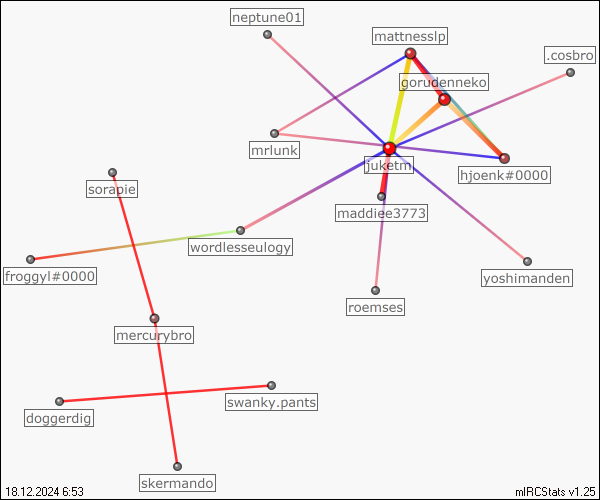 neptune01
mattnesslp
.cosbro
gorudenneko
mrlunk
juketm
hjoenk#0000
sorapie
maddiee3773
wordlesseulogy
froggyl#0000
yoshimanden
roemses
mercurybro
swanky.pants
doggerdig
skermando
18.12.2024 6:53
mIRCStats v1.25